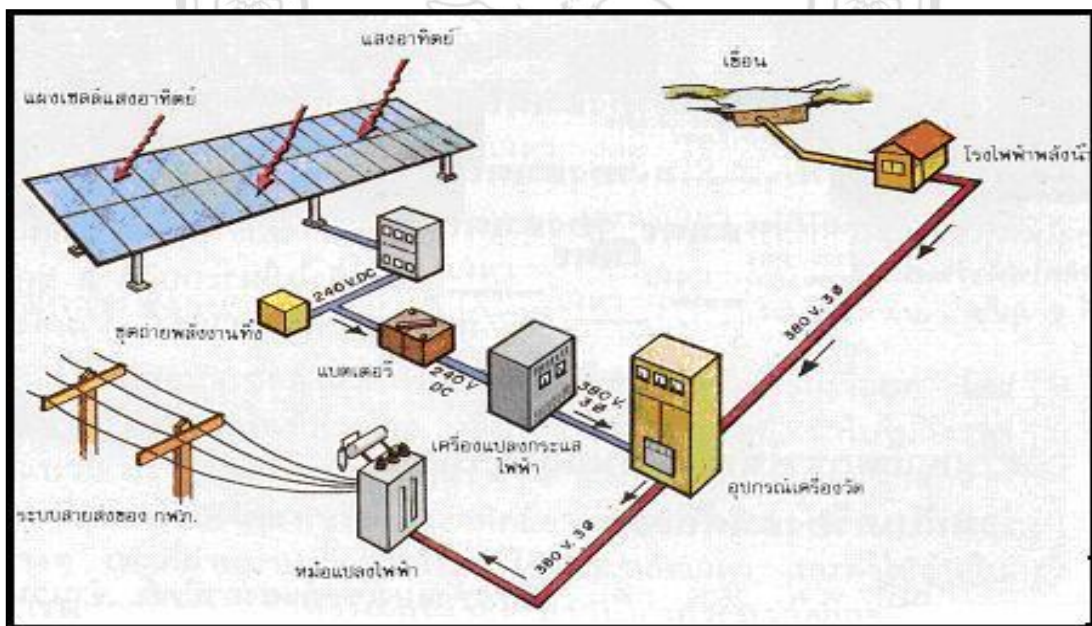 แสงอาทิตย์
แผงเซลล์แสงอาทิตย์
เขื่อน
โรงไฟฟ้าพลังน้ำ
240 V.DC
ชุดถ่ายพลังงานทิ้ง
แบตเตอรี่
240 V
DC
380 V.
3Ø
380 V. 3Ø
เครื่องแปลงกระแส
ไฟฟ้า
อุปกรณ์เครื่องวัด
ระบบสายส่งของ กฟภ.
หม้อแปลงไฟฟ้า
380 V. 3Ø